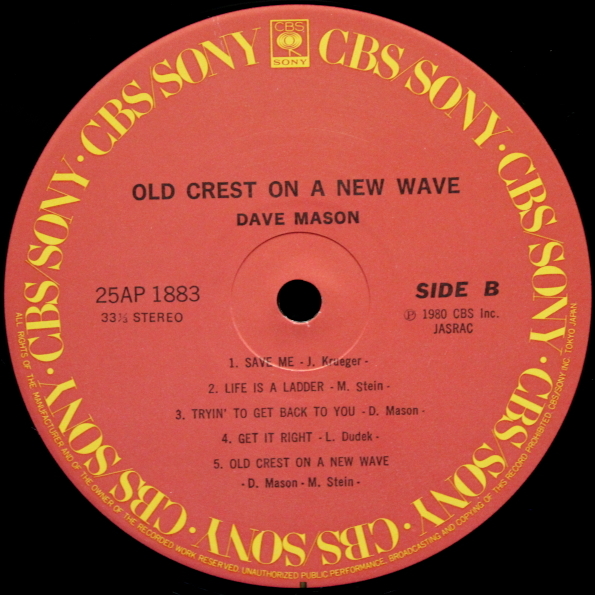 CBS
SONY
CBS/SONY · CBS/SONY · CBS/SONY · CBS/SONY · CBS/SONY · CBS/SONY · CBS/SONY · CBS/SONY
OLD CREST ON A NEW WAVE
DAVE MASON
25AP 1883
33⅓ STEREO
SIDE B
Ⓟ 1980 CBS Inc.
JASRAC
1. SAVE ME - J. Krueger -
2. LIFE IS A LADDER - M. Stein -
3. TRYIN' TO GET BACK TO YOU - D. Mason -
4. GET IT RIGHT - L. Dudek -
5. OLD CREST ON A NEW WAVE
- D. Mason - M. Stein -
ALL RIGHTS OF THE MANUFACTURER AND OF THE OWNER OF THE RECORDED WORK RESERVED. UNAUTHORIZED PUBLIC PERFORMANCE, BROADCASTING AND COPYING OF THIS RECORD PROHIBITED. CBS/SONY INC. TOKYO JAPAN